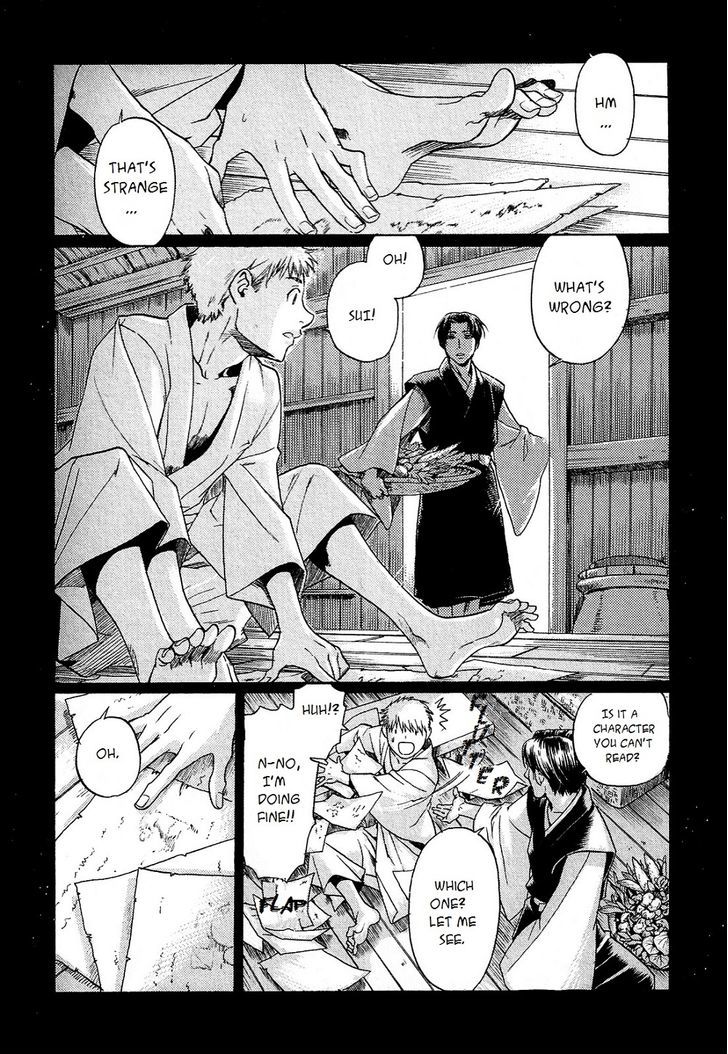 HM
...
THAT'S
STRANGE
...
WHAT'S
WRONG?
OH!
SUI!
IS IT A
CHARACTER
YOU CAN'T
READ?
FLUTTER
HUH!?
N-NO,
I'M
DOING
FINE!!
WHICH
ONE?
LET ME
SEE.
FLAP
OH.